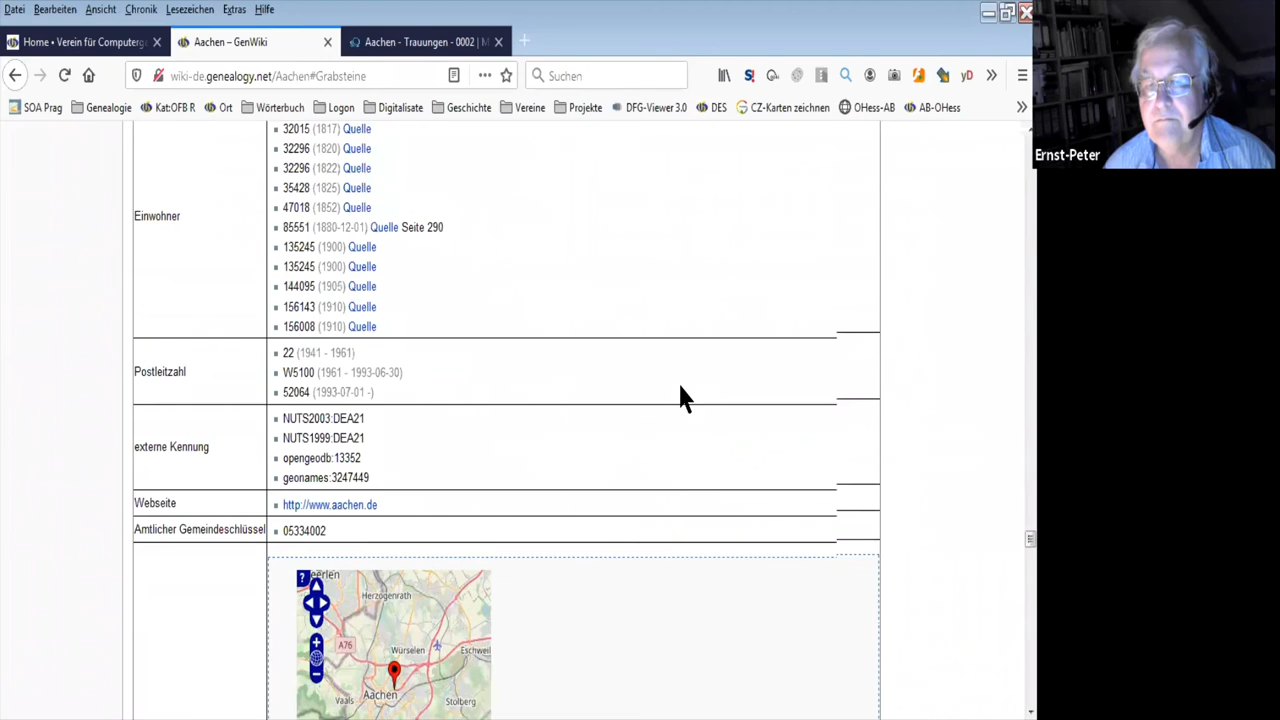 Datei Bearbeiten Ansicht Chronik Lesezeichen Extras Hilfe
Home • Verein für Computerge
Aachen – GenWiki
Aachen - Trauungen - 0002 | M
wiki-de.genealogy.net/Aachen#Grabsteine
Suchen
SOA Prag Genealogie Kat:OFB R Ort Wörterbuch Logon Digitalisate Geschichte Vereine Projekte DFG-Viewer 3.0 DES CZ-Karten zeichnen OHess-AB AB-OHess
32015 (1817) Quelle
32296 (1820) Quelle
32296 (1822) Quelle
35428 (1825) Quelle
47018 (1852) Quelle
Einwohner
85551 (1880-12-01) Quelle Seite 290
135245 (1900) Quelle
135245 (1900) Quelle
144095 (1905) Quelle
156143 (1910) Quelle
156008 (1910) Quelle
Postleitzahl
22 (1941 - 1961)
W5100 (1961 - 1993-06-30)
52064 (1993-07-01 -)
externe Kennung
NUTS2003:DEA21
NUTS1999:DEA21
opengeodb:13352
geonames:3247449
Webseite
http://www.aachen.de
Amtlicher Gemeindeschlüssel
05334002
eerlen
Herzogenrath
A76
Würselen
Eschweil
Aachen
Vaals
Stolberg
Ernst-Peter